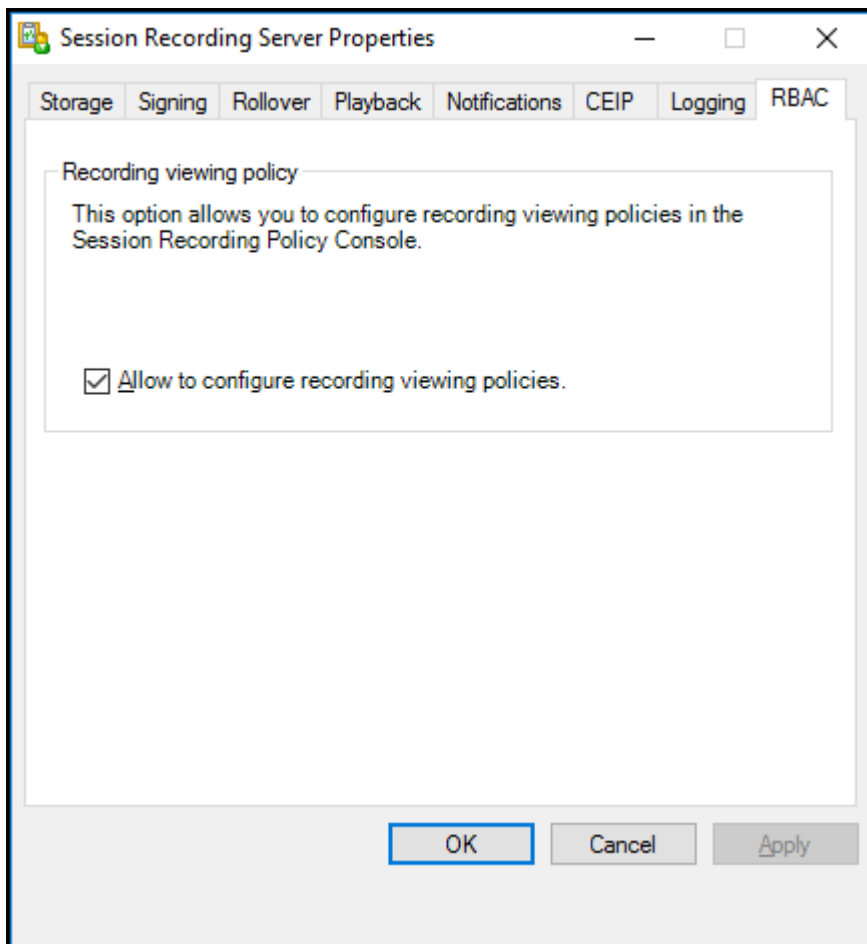 Session Recording Server Properties
Storage Signing Rollover Playback Notifications CEIP Logging RBAC
Recording viewing policy
This option allows you to configure recording viewing policies in the
Session Recording Policy Console.
Allow to configure recording viewing policies.
OK Cancel Apply